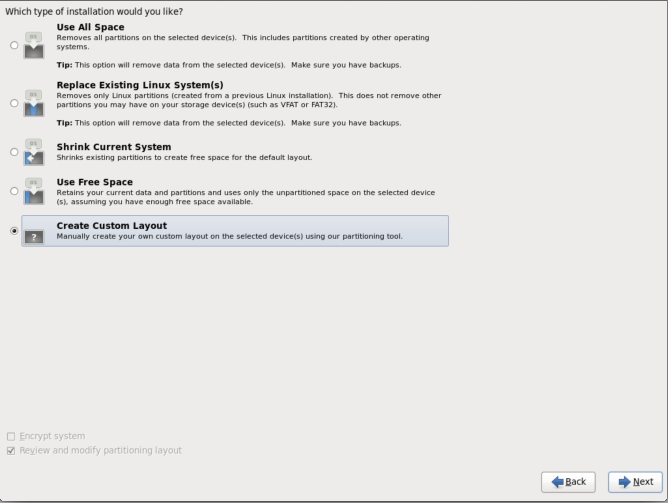 Which type of installation would you like?
Use All Space
Removes all partitions on the selected device(s). This includes partitions created by other operating
systems.
Tip: This option will remove data from the selected device(s). Make sure you have backups.
Replace Existing Linux System(s)
Removes only Linux partitions (created from a previous Linux installation). This does not remove other
partitions you may have on your storage device(s) (such as VFAT or FAT32).
Tip: This option will remove data from the selected device(s). Make sure you have backups.
Shrink Current System
Shrinks existing partitions to create free space for the default layout.
Use Free Space
Retains your current data and partitions and uses only the unpartitioned space on the selected device
(s), assuming you have enough free space available.
?
Create Custom Layout
Manually create your own custom layout on the selected device(s) using our partitioning tool.
Encrypt system
Review and modify partitioning layout
Back
Next